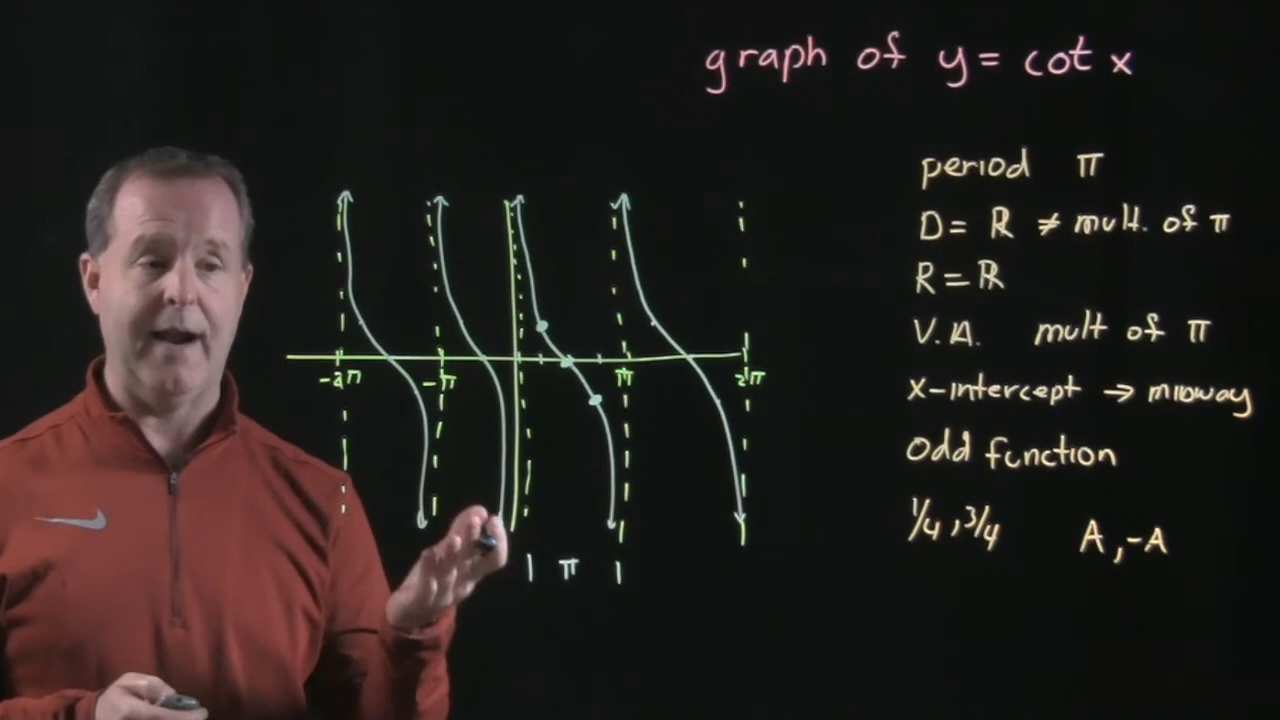 graph of y = cot x
period π
D = ℝ ≠ mult. of π
R = ℝ
V.A. mult of π
x-intercept → midway
odd function
1/4, 3/4 A, -A
-2π -π π 2π
| π |